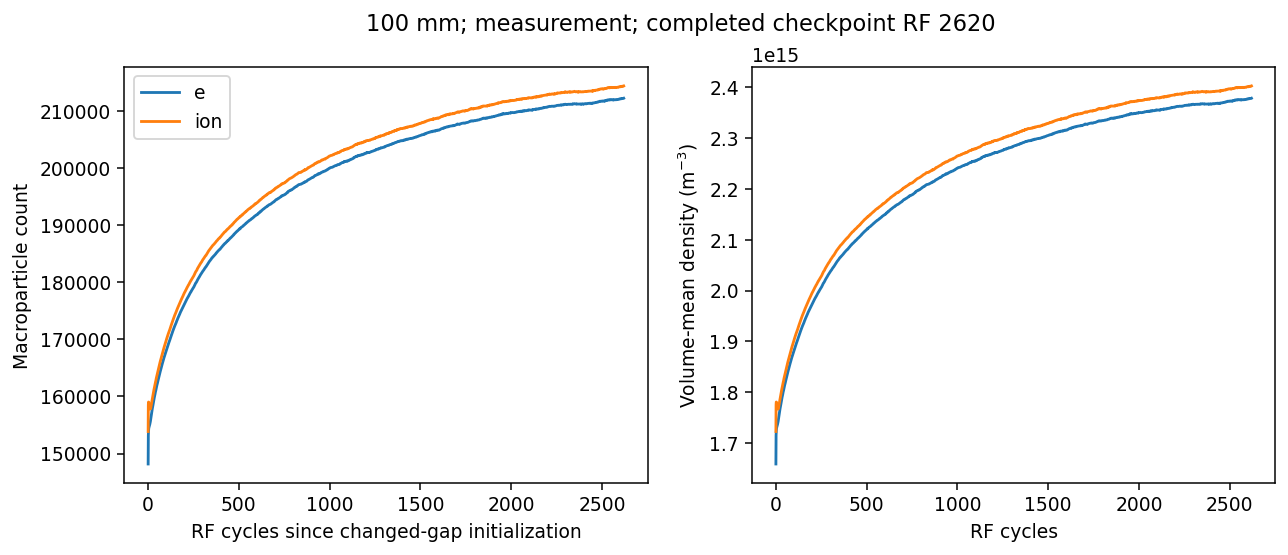 100 mm; measurement; completed checkpoint RF 2620
e
ion
210000
200000
190000
180000
170000
160000
150000
Macroparticle count
0 500 1000 1500 2000 2500
RF cycles since changed-gap initialization
1e15
2.4
2.3
2.2
2.1
2.0
1.9
1.8
1.7
Volume-mean density (m⁻³)
0 500 1000 1500 2000 2500
RF cycles